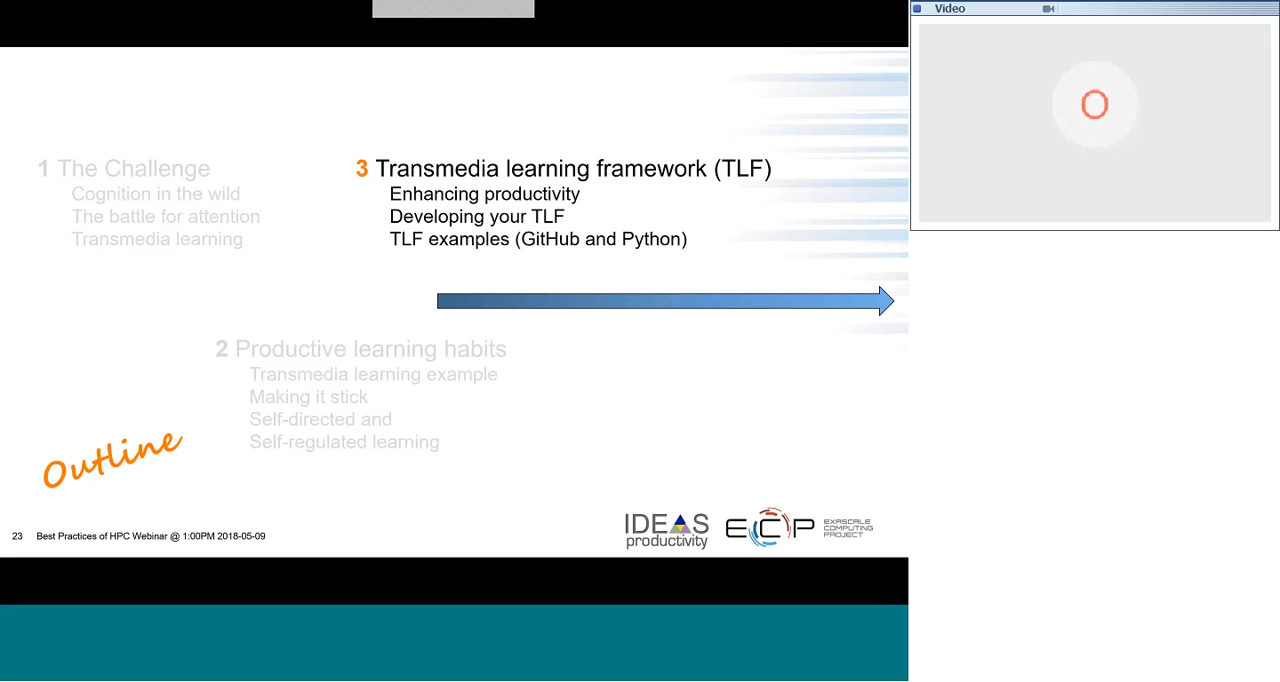 Video
O
1 The Challenge
Cognition in the wild
The battle for attention
Transmedia learning
3 Transmedia learning framework (TLF)
Enhancing productivity
Developing your TLF
TLF examples (GitHub and Python)
2 Productive learning habits
Transmedia learning example
Making it stick
Self-directed and
Self-regulated learning
Outline
23 Best Practices of HPC Webinar @ 1:00PM 2018-05-09
IDEAS
productivity
ECP
EXASCALE
COMPUTING
PROJECT